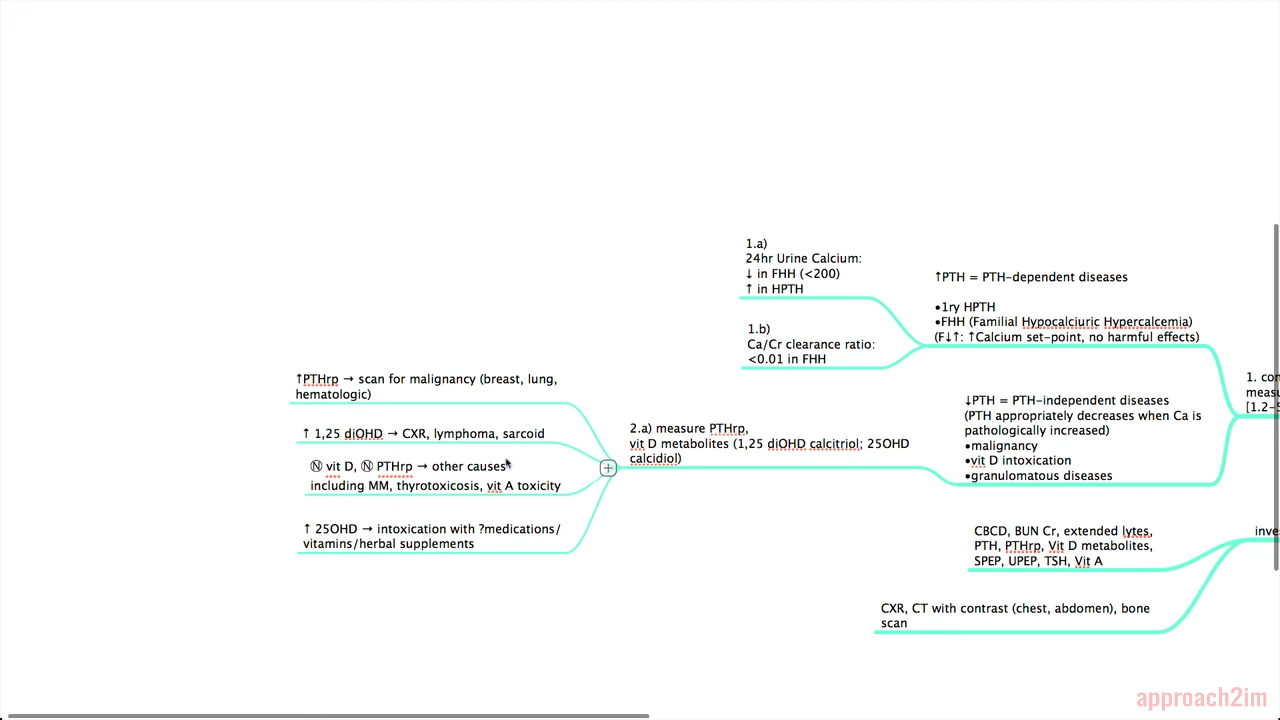 1.a)
24hr Urine Calcium:
↓ in FHH (<200)
↑ in HPTH
1.b)
Ca/Cr clearance ratio:
<0.01 in FHH
↑PTH = PTH-dependent diseases
•1ry HPTH
•FHH (Familial Hypocalciuric Hypercalcemia)
(F↓↑: ↑Calcium set-point, no harmful effects)
↑PTHrp → scan for malignancy (breast, lung,
hematologic)
↑ 1,25 diOHD → CXR, lymphoma, sarcoid
Ⓝ vit D, Ⓝ PTHrp → other causes
including MM, thyrotoxicosis, vit A toxicity
↑ 25OHD → intoxication with ?medications/
vitamins/herbal supplements
2.a) measure PTHrp,
vit D metabolites (1,25 diOHD calcitriol; 25OHD
calcidiol)
↓PTH = PTH-independent diseases
(PTH appropriately decreases when Ca is
pathologically increased)
•malignancy
•vit D intoxication
•granulomatous diseases
1. con
measu
[1.2-5
CBCD, BUN Cr, extended lytes,
PTH, PTHrp, Vit D metabolites,
SPEP, UPEP, TSH, Vit A
inves
CXR, CT with contrast (chest, abdomen), bone
scan
approach2im